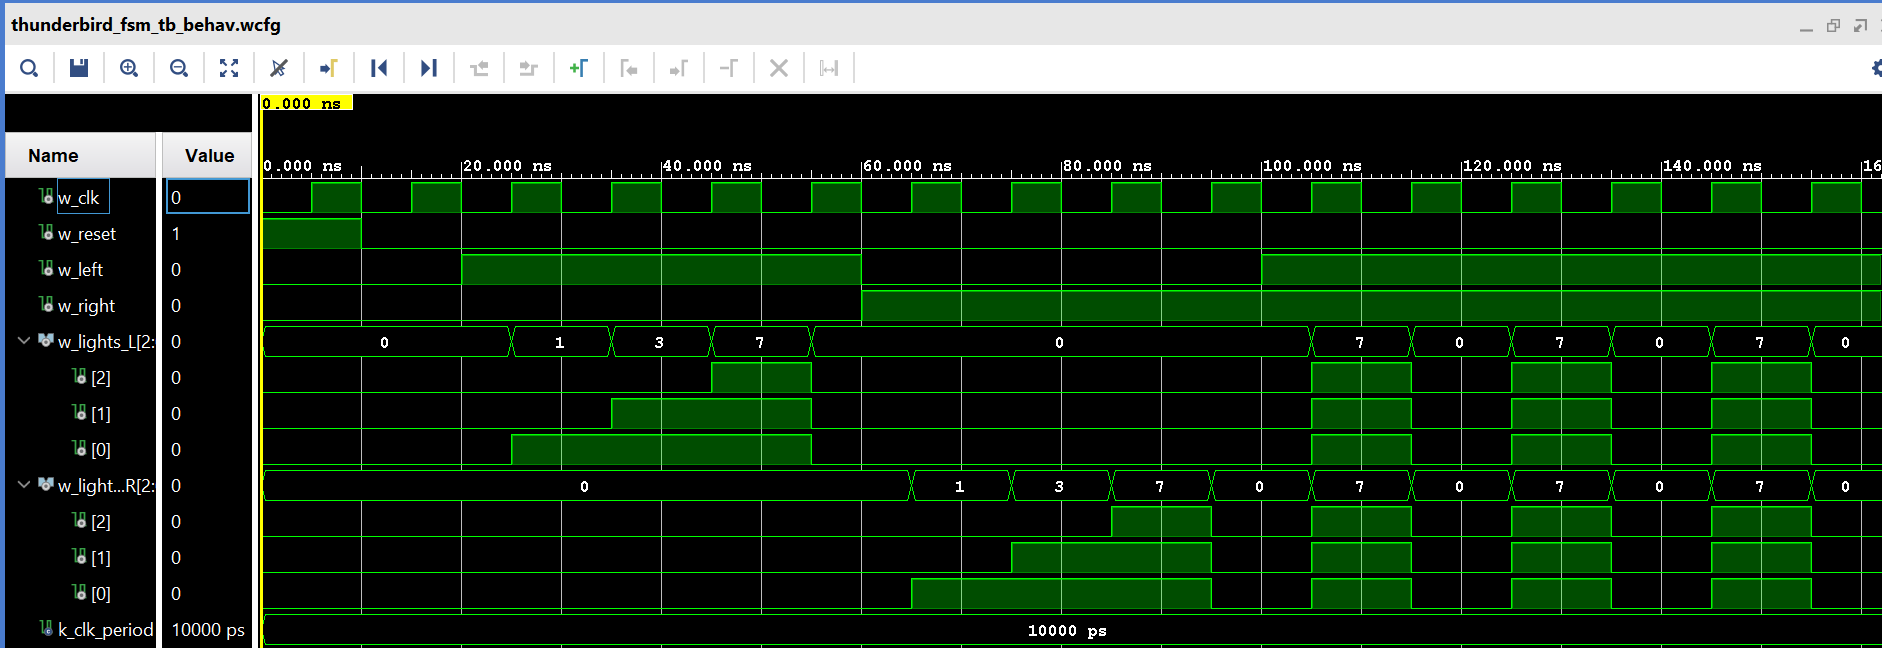 thunderbird_fsm_tb_behav.wcfg
0.000 ns
Name Value
0.000 ns 20.000 ns 40.000 ns 60.000 ns 80.000 ns 100.000 ns 120.000 ns 140.000 ns 16
w_clk 0
w_reset 1
w_left 0
w_right 0
w_lights_L[2: 0 0 1 3 7 0 7 0 7 0 7 0
[2] 0
[1] 0
[0] 0
w_light...R[2: 0 0 1 3 7 0 7 0 7 0 7 0
[2] 0
[1] 0
[0] 0
k_clk_period 10000 ps 10000 ps